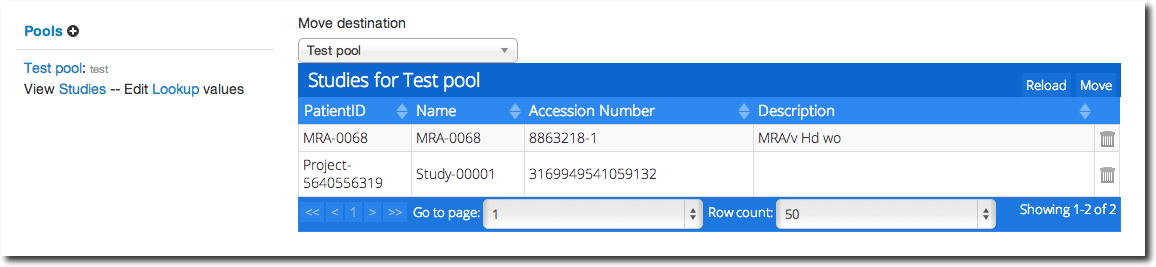 Pools
Test pool: test
View Studies -- Edit Lookup values
Move destination
Test pool
Studies for Test pool
Reload Move
PatientID Name Accession Number Description
MRA-0068 MRA-0068 8863218-1 MRA/v Hd wo
Project-
5640556319 Study-00001 3169949541059132
<< < 1 > >> Go to page: 1 Row count: 50 Showing 1-2 of 2